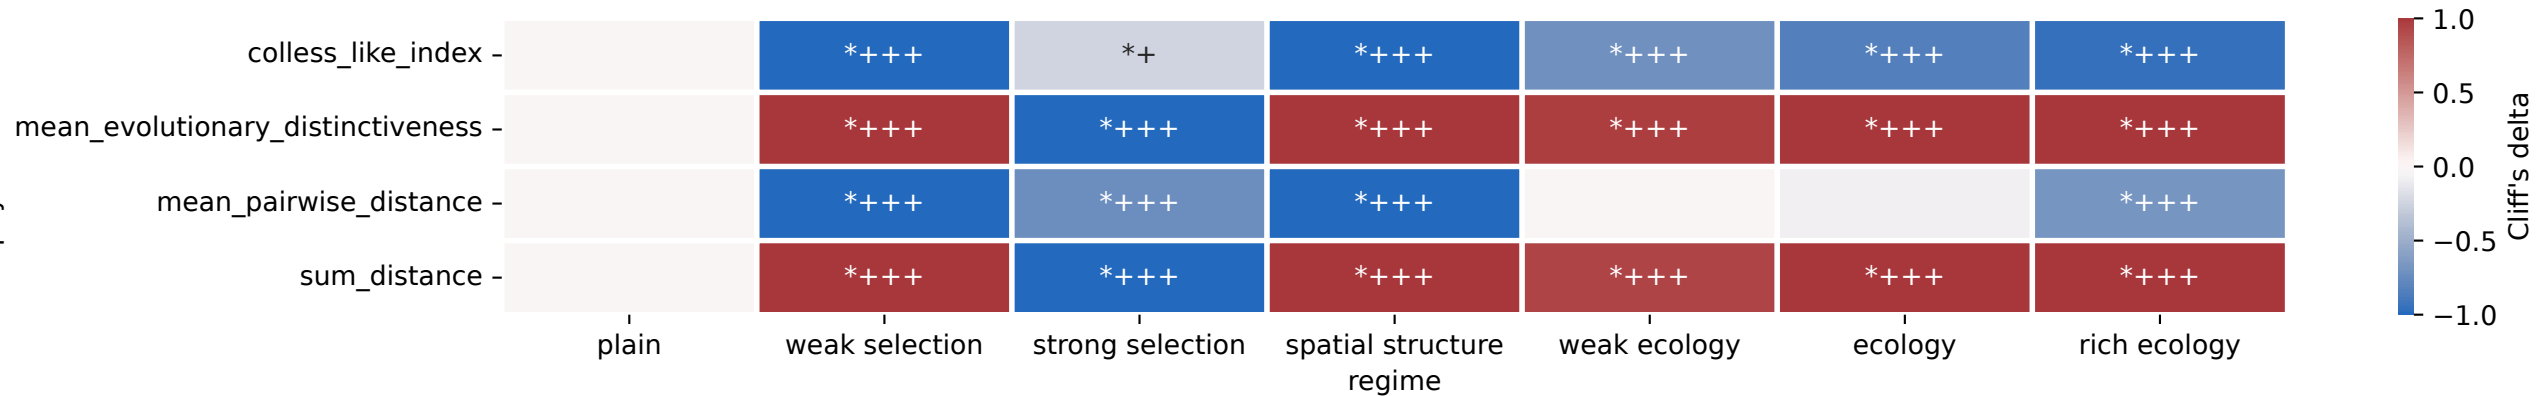 colless_like_index *+++ *+ *+++ *+++ *+++ *+++
mean_evolutionary_distinctiveness *+++ *+++ *+++ *+++ *+++ *+++
mean_pairwise_distance *+++ *+++ *+++ *+++
sum_distance *+++ *+++ *+++ *+++ *+++ *+++
plain weak selection strong selection spatial structure weak ecology ecology rich ecology
regime
1.0
0.5
0.0
−0.5
−1.0
Cliff's delta